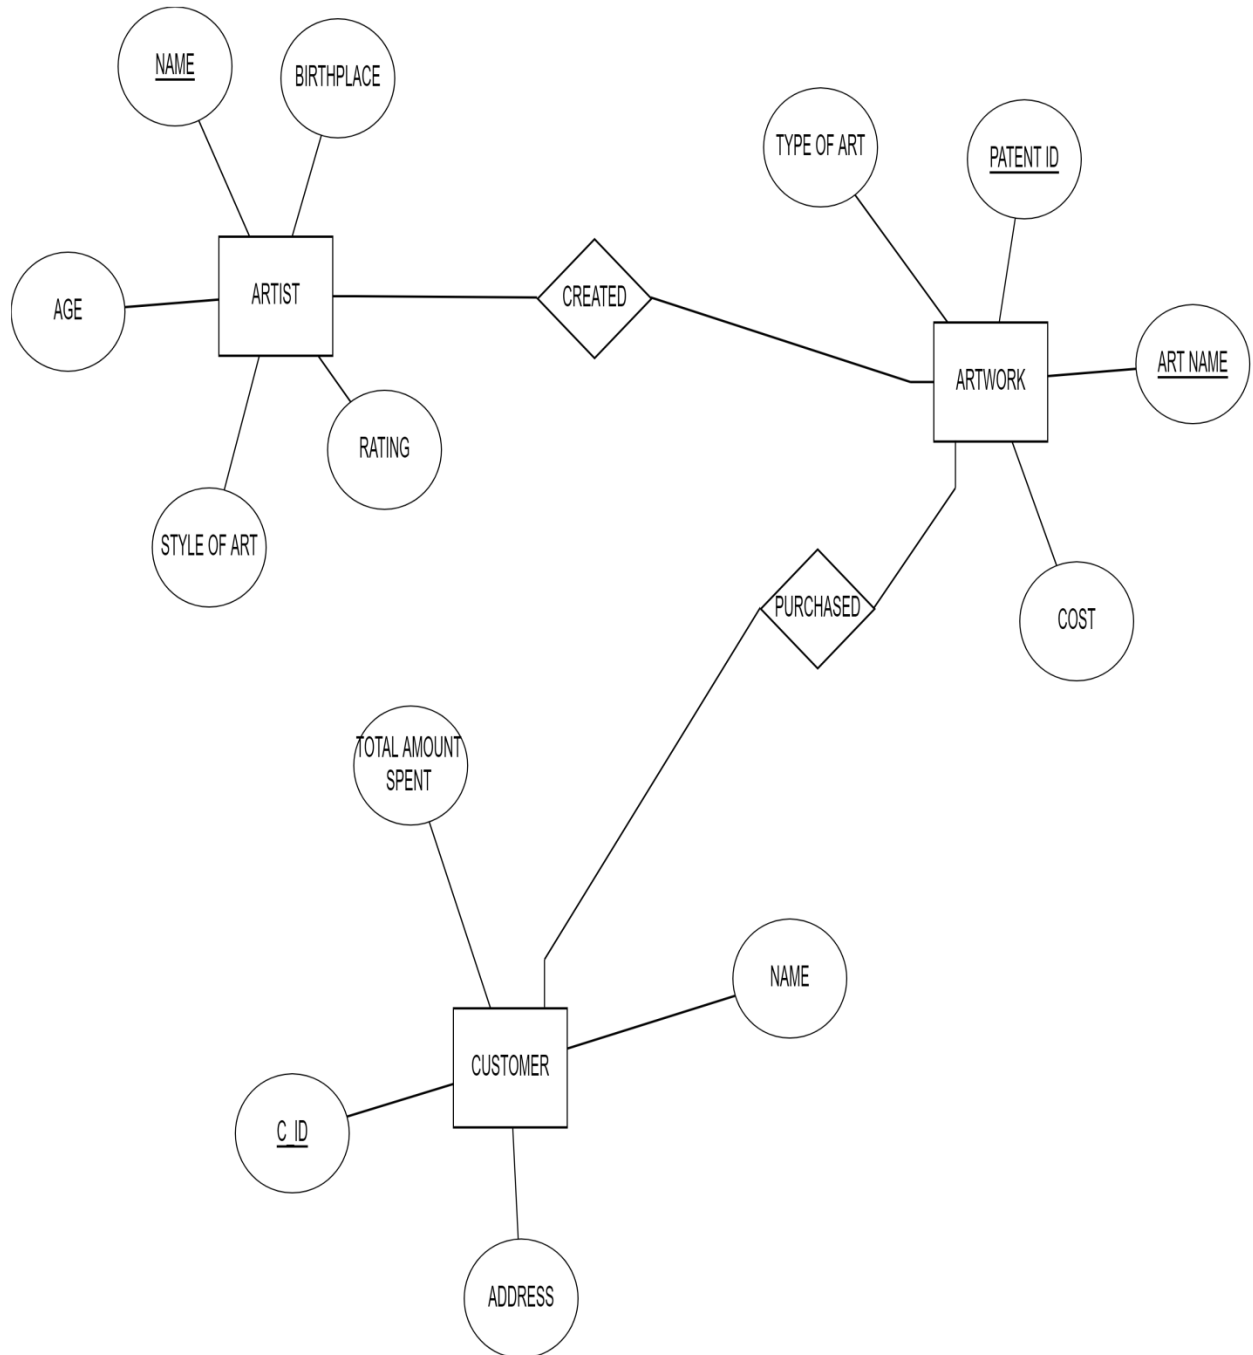 NAME
BIRTHPLACE
TYPE OF ART
PATENT ID
AGE
ARTIST
CREATED
ART NAME
ARTWORK
RATING
STYLE OF ART
PURCHASED
COST
TOTAL AMOUNT
SPENT
NAME
CUSTOMER
C_ID
ADDRESS